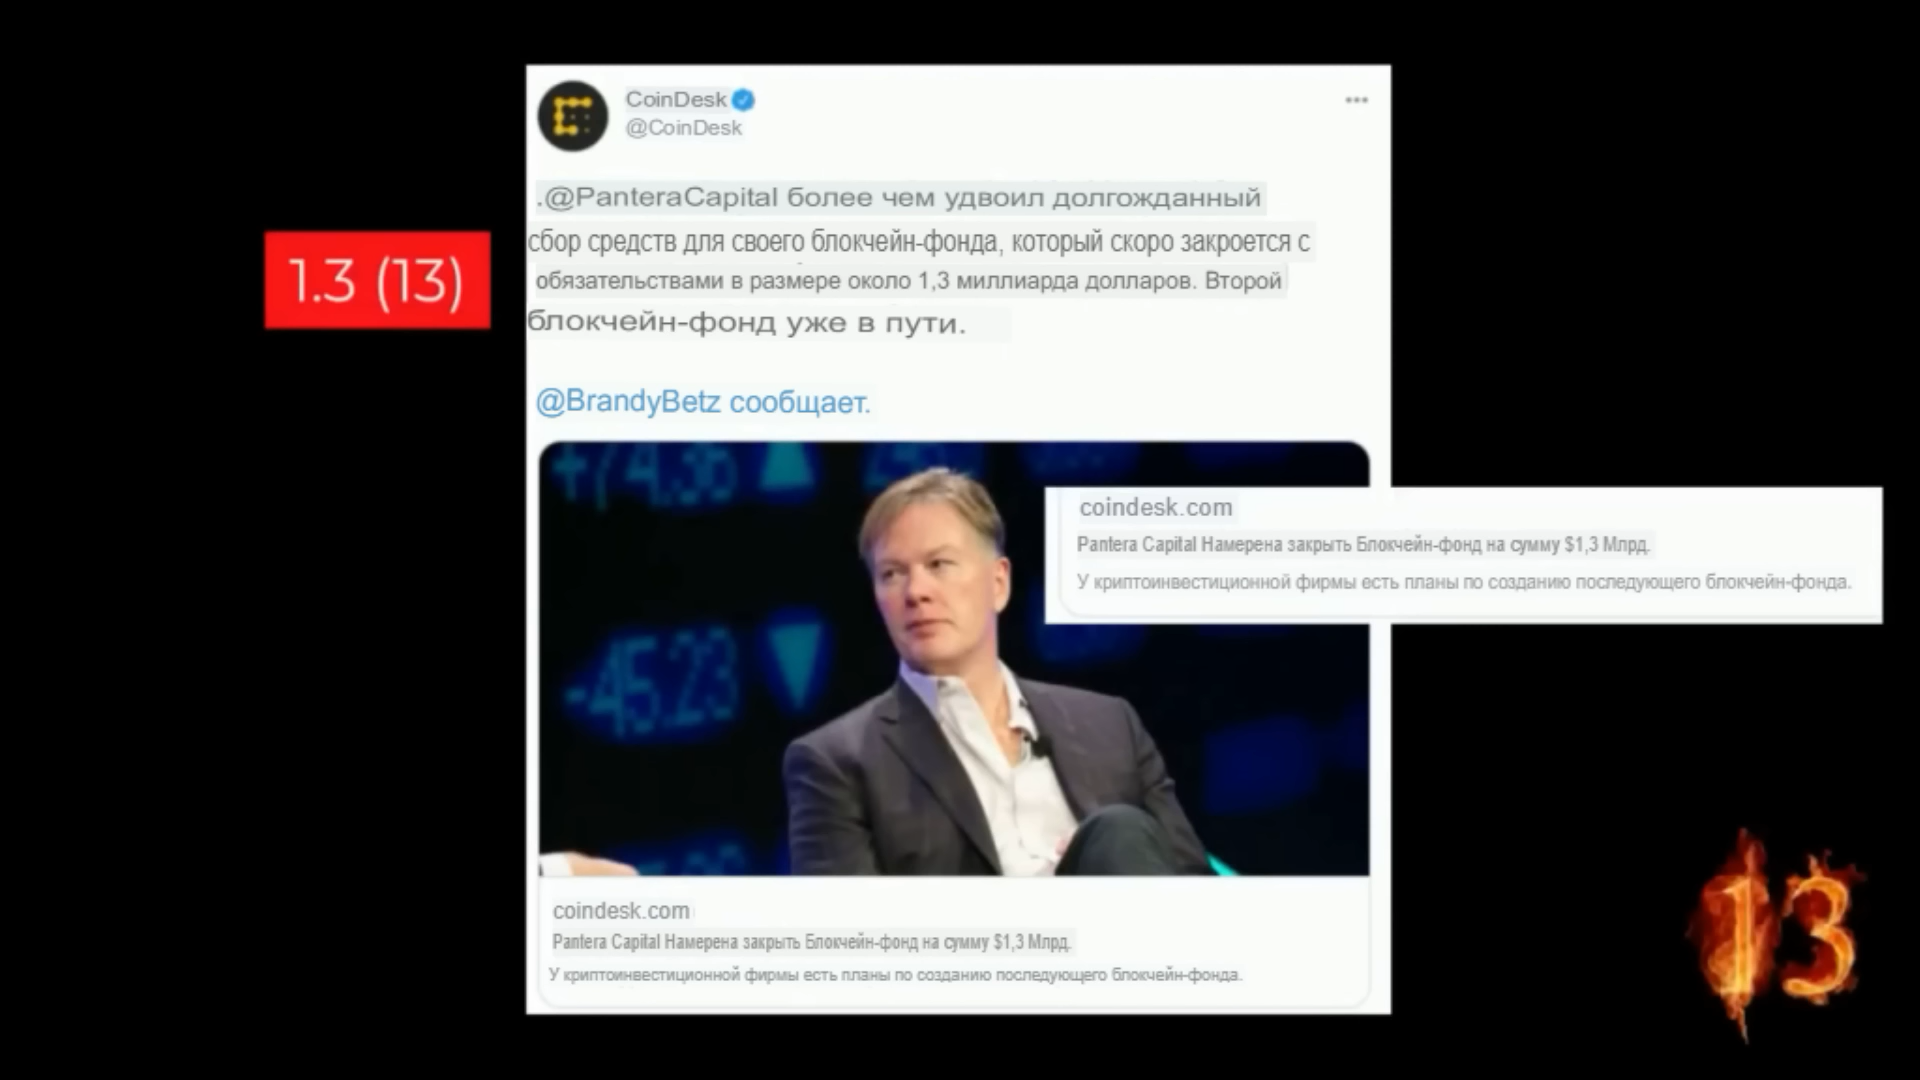 CoinDesk
@CoinDesk
.@PanteraCapital более чем удвоил долгожданный
сбор средств для своего блокчейн-фонда, который скоро закроется с
обязательствами в размере около 1,3 миллиарда долларов. Второй
блокчейн-фонд уже в пути.
1.3 (13)
@BrandyBetz сообщает.
+74.36
-45.23
coindesk.com
Pantera Capital Намерена закрыть Блокчейн-фонд на сумму $1,3 Млрд.
У криптоинвестиционной фирмы есть планы по созданию последующего блокчейн-фонда.
coindesk.com
Pantera Capital Намерена закрыть Блокчейн-фонд на сумму $1,3 Млрд.
У криптоинвестиционной фирмы есть планы по созданию последующего блокчейн-фонда.
13